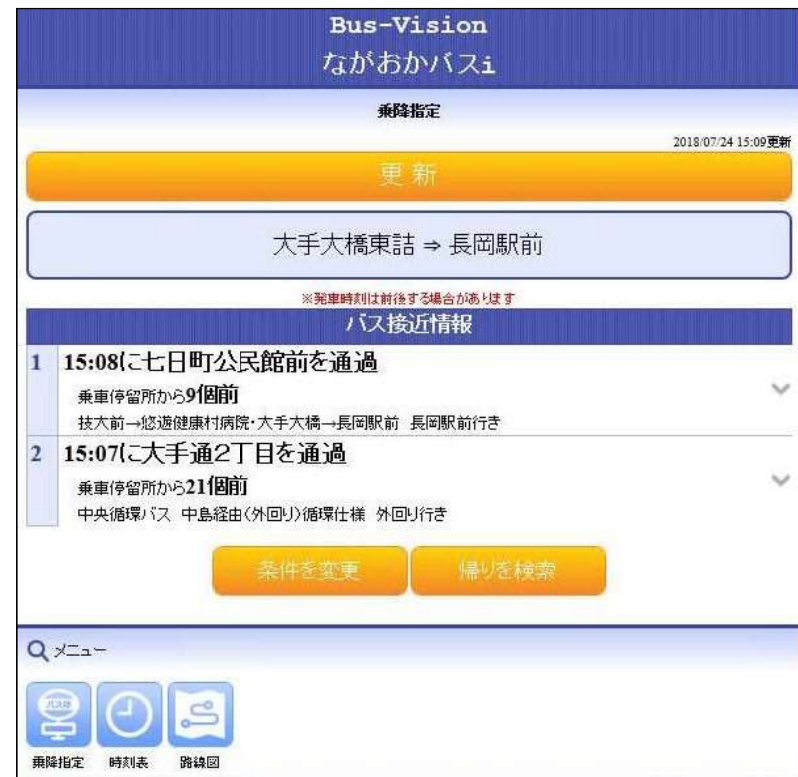 Bus-Vision
ながおかバスi
乗降指定
2018/07/24 15:09更新
更新
大手大橋東詰 ⇒ 長岡駅前
※発車時刻は前後する場合があります
バス接近情報
1 15:08に七日町公民館前を通過
乗車停留所から9個前
技大前→悠遊健康村病院・大手大橋→長岡駅前 長岡駅前行き
2 15:07に大手通2丁目を通過
乗車停留所から21個前
中央循環バス 中島経由(外回り)循環仕様 外回り行き
条件を変更 帰りを検索
メニュー
バス停
乗降指定 時刻表 路線図